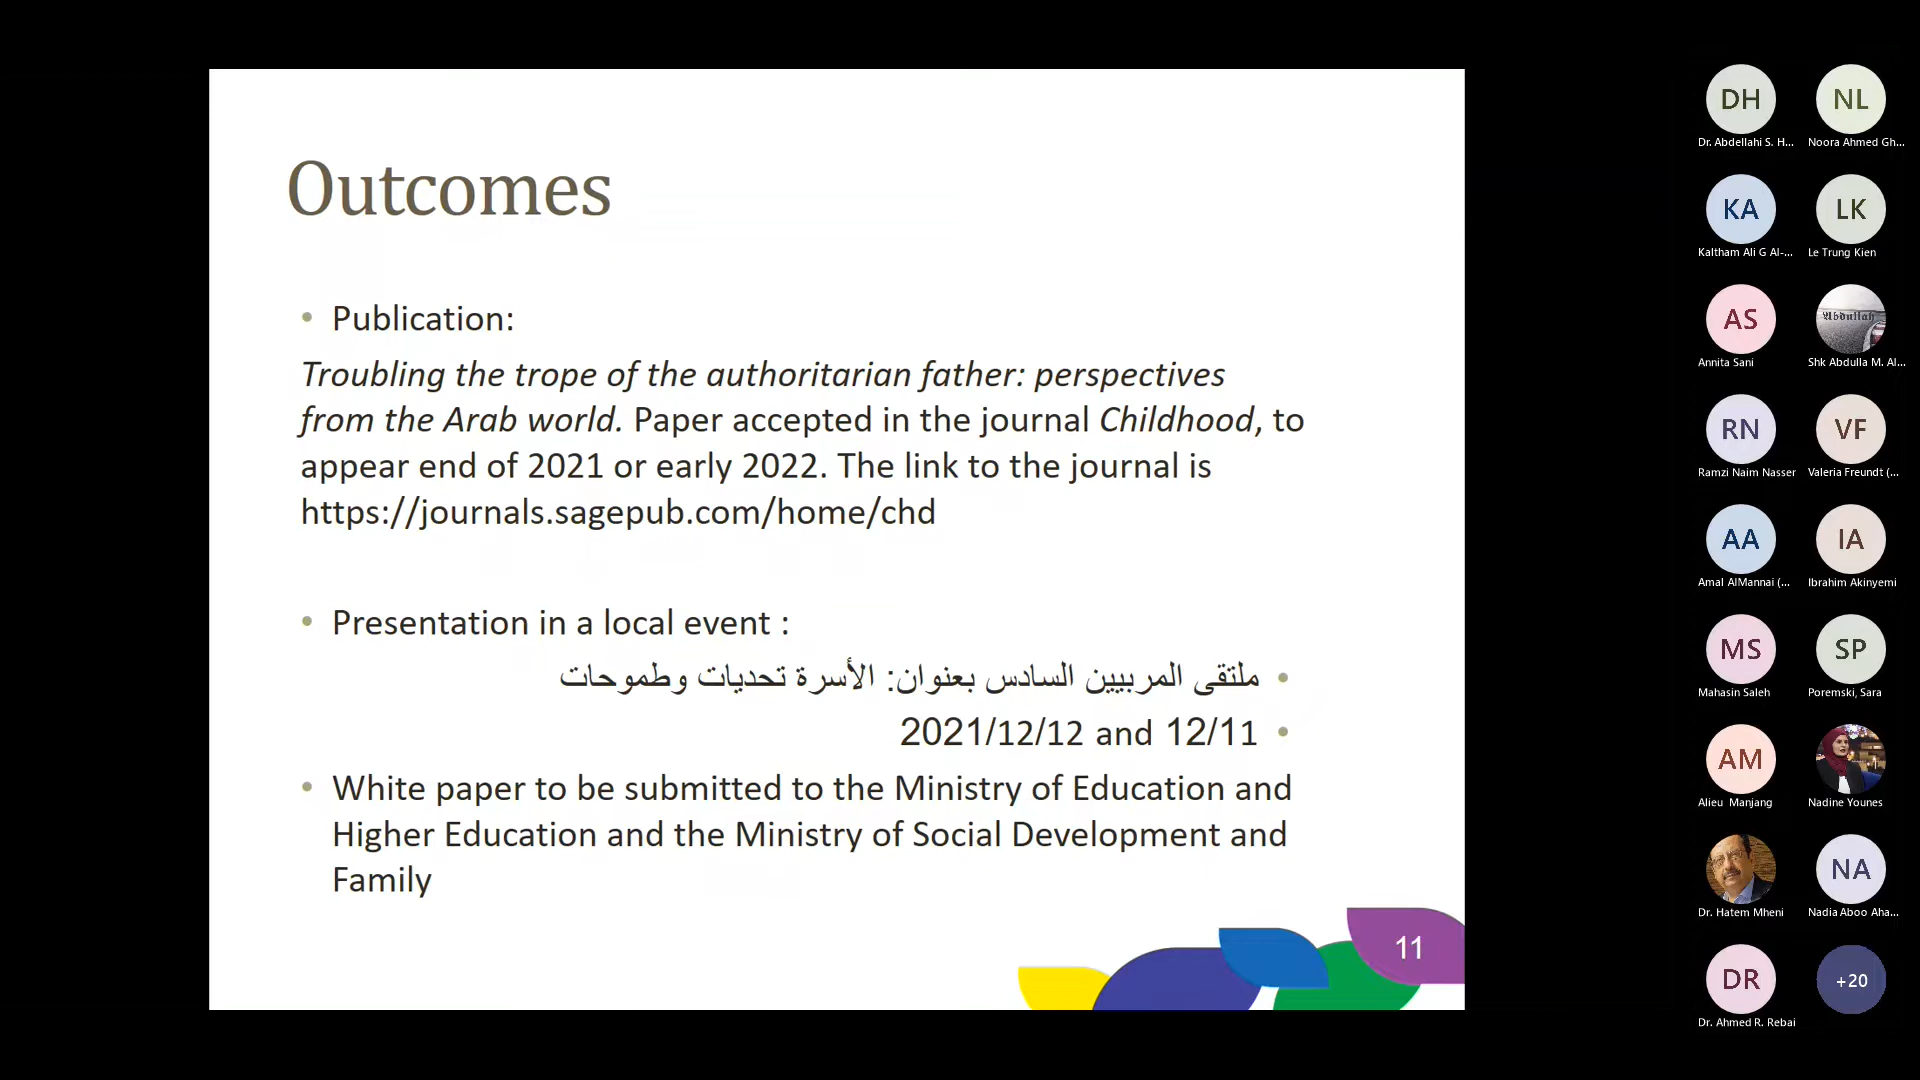 Outcomes
• Publication:
Troubling the trope of the authoritarian father: perspectives
from the Arab world. Paper accepted in the journal Childhood, to
appear end of 2021 or early 2022. The link to the journal is
https://journals.sagepub.com/home/chd
• Presentation in a local event :
• ملتقى المربيين السادس بعنوان: الأسرة تحديات وطموحات
• 2021/12/12 and 12/11
• White paper to be submitted to the Ministry of Education and
Higher Education and the Ministry of Social Development and
Family
11
DH
NL
Dr. Abdellahi S. H...
Noora Ahmed Gh...
KA
LK
Kaltham Ali G Al-...
Le Trung Kien
AS
Abdullah
Annita Sani
Shk Abdulla M. Al...
RN
VF
Ramzi Naim Nasser
Valeria Freundt (...
AA
IA
Amal AlMannai (...
Ibrahim Akinyemi
MS
SP
Mahasin Saleh
Poremski, Sara
AM
Alieu Manjang
Nadine Younes
NA
Dr. Hatem Mheni
Nadia Aboo Aha...
DR
+20
Dr. Ahmed R. Rebai